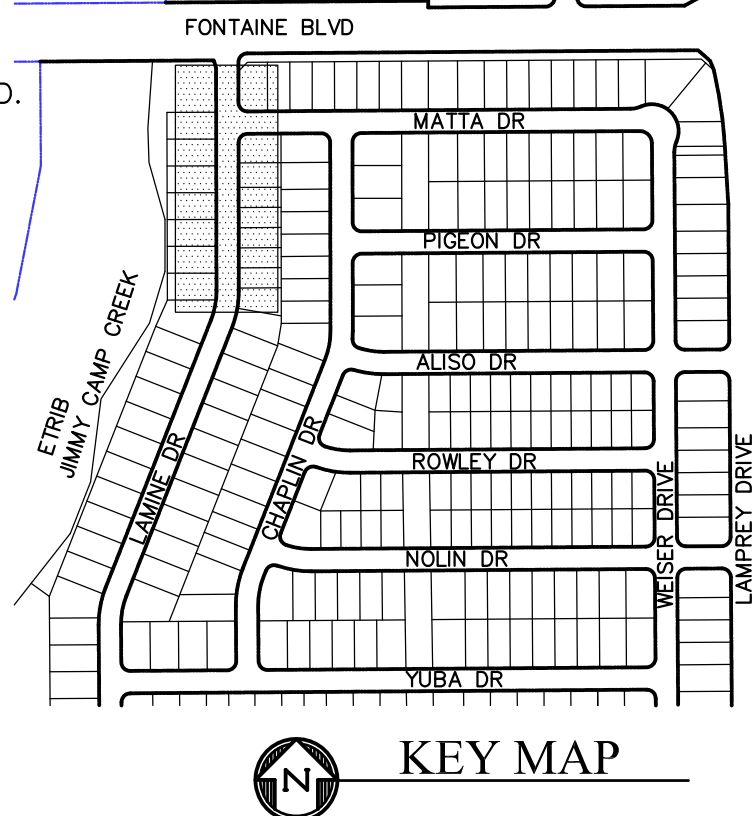 FONTAINE BLVD
D.
MATTA DR
PIGEON DR
ETRIB
JIMMY CAMP CREEK
ALISO DR
LAMINE DR
CHAPLIN DR
ROWLEY DR
WEISER DRIVE
LAMPREY DRIVE
NOLIN DR
YUBA DR
N
KEY MAP